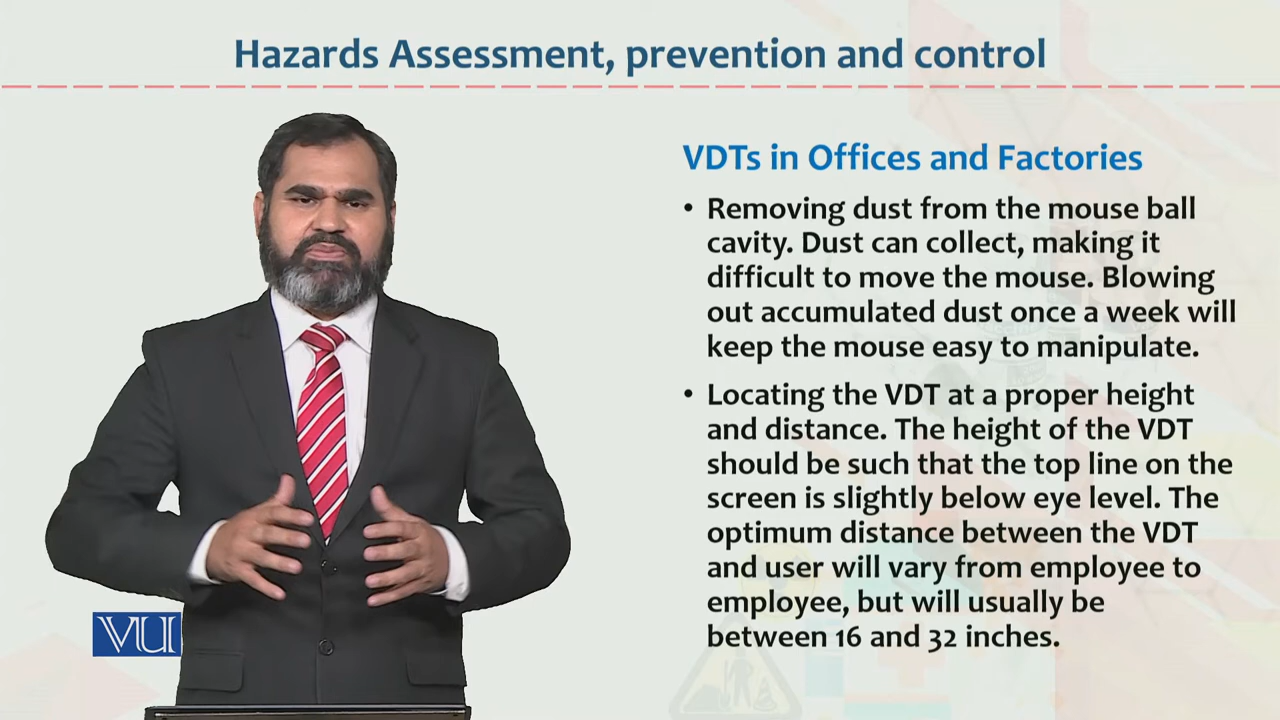 Hazards Assessment, prevention and control
VDTs in Offices and Factories
• Removing dust from the mouse ball
cavity. Dust can collect, making it
difficult to move the mouse. Blowing
out accumulated dust once a week will
keep the mouse easy to manipulate.
• Locating the VDT at a proper height
and distance. The height of the VDT
should be such that the top line on the
screen is slightly below eye level. The
optimum distance between the VDT
and user will vary from employee to
employee, but will usually be
between 16 and 32 inches.
VU